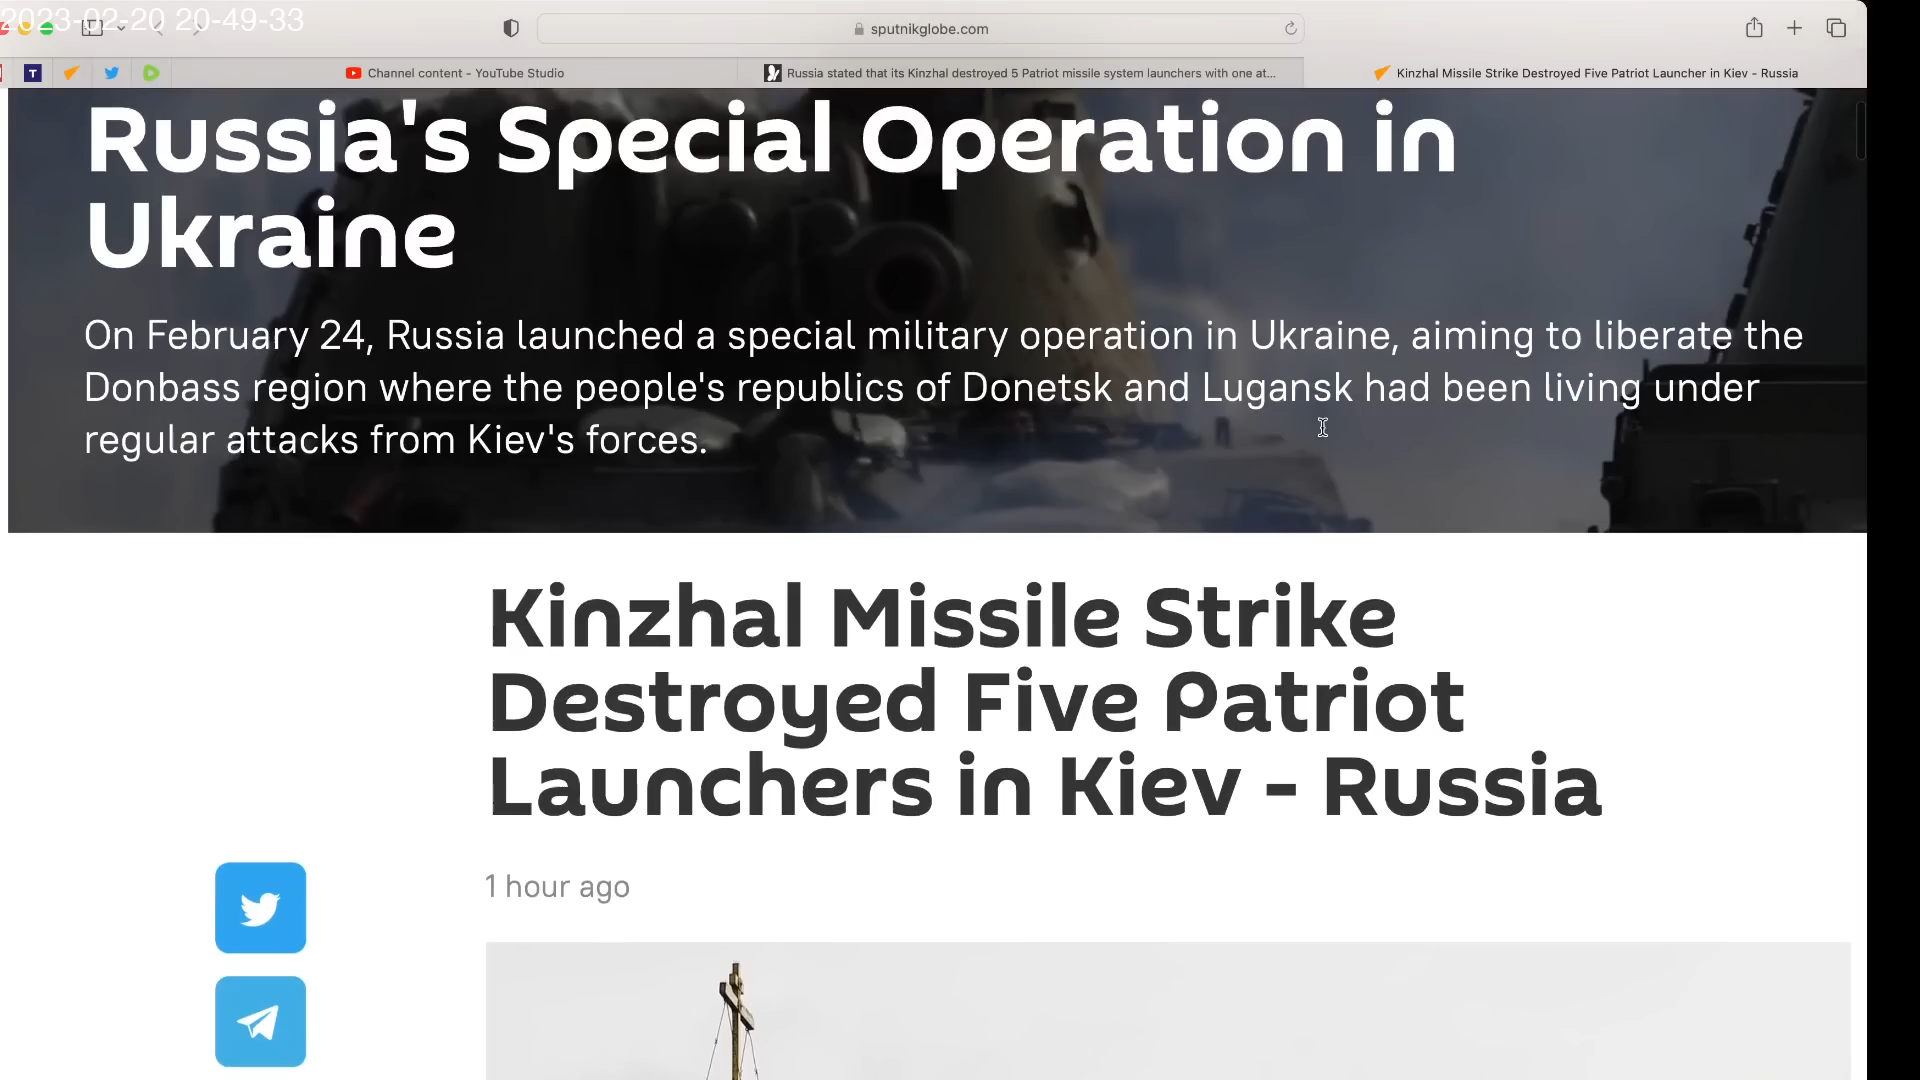 2023-02-20 20-49-33
sputnikglobe.com
T
Channel content - YouTube Studio
Russia stated that its Kinzhal destroyed 5 Patriot missile system launchers with one at...
Kinzhal Missile Strike Destroyed Five Patriot Launcher in Kiev - Russia
Russia's Special Operation in
Ukraine
On February 24, Russia launched a special military operation in Ukraine, aiming to liberate the
Donbass region where the people's republics of Donetsk and Lugansk had been living under
regular attacks from Kiev's forces.
Kinzhal Missile Strike
Destroyed Five Patriot
Launchers in Kiev - Russia
1 hour ago